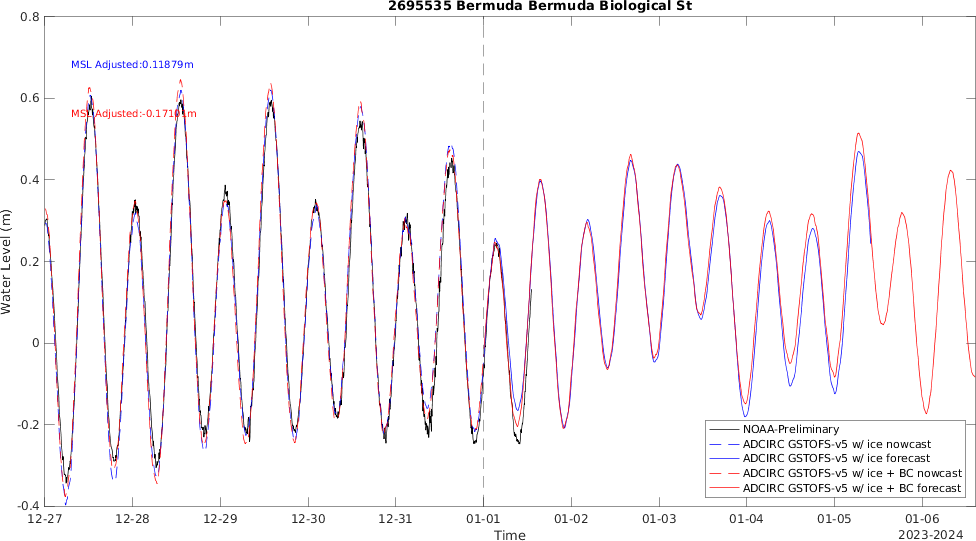 2695535 Bermuda Bermuda Biological St
0.8
MSL Adjusted:0.11879m
0.6
0.4
0.2
0
-0.2
-0.4
Water Level (m)
NOAA-Preliminary
ADCIRC GSTOFS-v5 w/ ice nowcast
ADCIRC GSTOFS-v5 w/ ice forecast
ADCIRC GSTOFS-v5 w/ ice + BC nowcast
ADCIRC GSTOFS-v5 w/ ice + BC forecast
12-27 12-28 12-29 12-30 12-31 01-01 01-02 01-03 01-04 01-05 01-06
Time
2023-2024